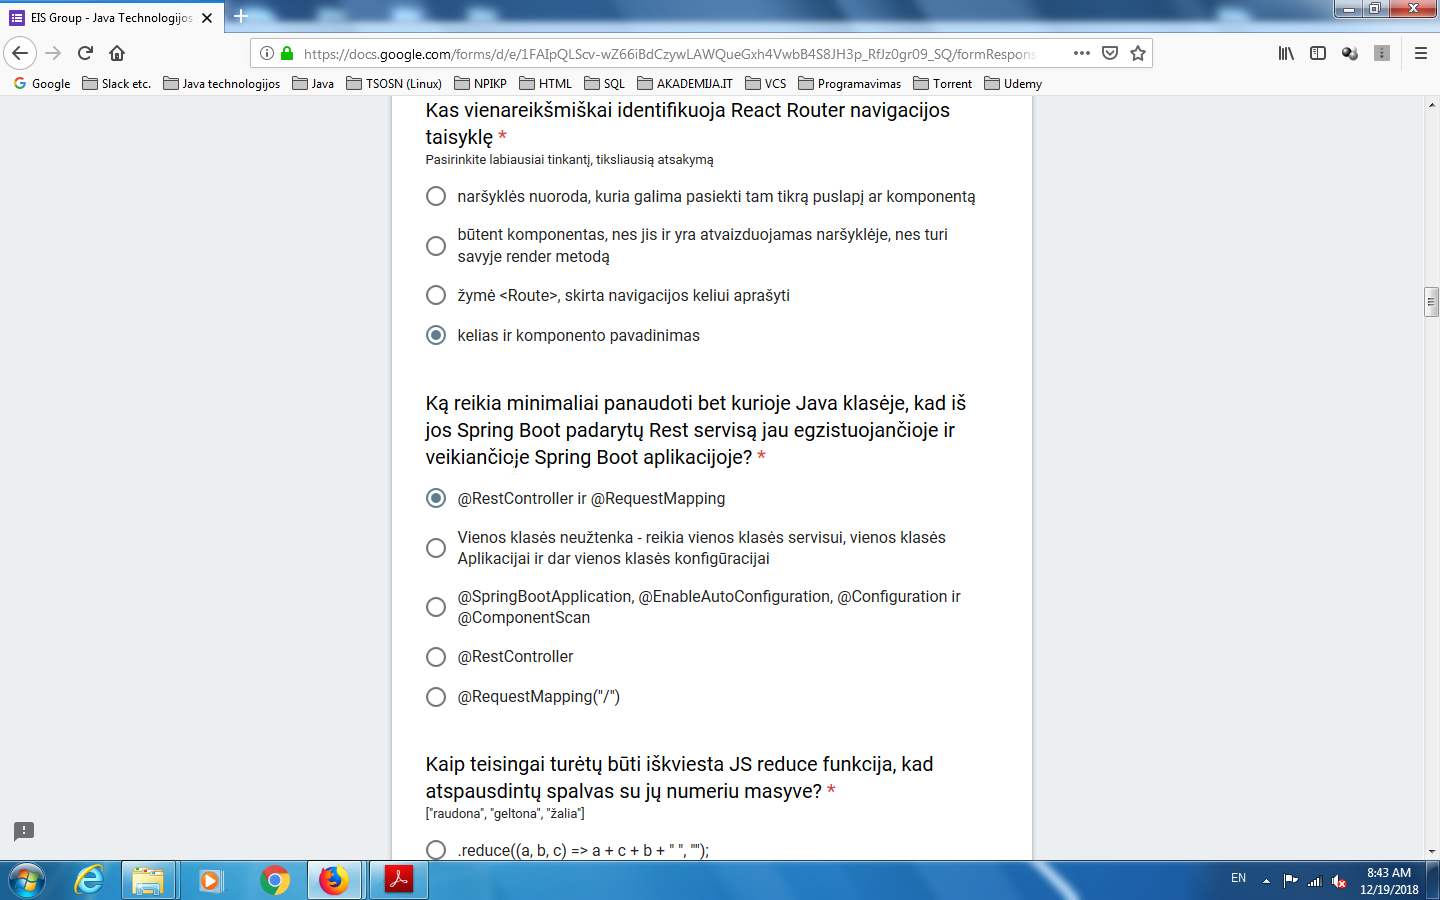 EIS Group - Java Technologijos
https://docs.google.com/forms/d/e/1FAIpQLScv-wZ66iBdCzywLAWQueGxh4VwbB4S8JH3p_RfJz0gr09_SQ/formRespons
Google Slack etc. Java technologijos Java TSOSN (Linux) NPIKP HTML SQL AKADEMIJA.IT VCS Programavimas Torrent Udemy
Kas vienareikšmiškai identifikuoja React Router navigacijos
taisyklę *
Pasirinkite labiausiai tinkantį, tiksliausią atsakymą
naršyklės nuoroda, kuria galima pasiekti tam tikrą puslapį ar komponentą
būtent komponentas, nes jis ir yra atvaizduojamas naršyklėje, nes turi
savyje render metodą
žymė <Route>, skirta navigacijos keliui aprašyti
kelias ir komponento pavadinimas
Ką reikia minimaliai panaudoti bet kurioje Java klasėje, kad iš
jos Spring Boot padarytų Rest servisą jau egzistuojančioje ir
veikiančioje Spring Boot aplikacijoje? *
@RestController ir @RequestMapping
Vienos klasės neužtenka - reikia vienos klasės servisui, vienos klasės
Aplikacijai ir dar vienos klasės konfigūracijai
@SpringBootApplication, @EnableAutoConfiguration, @Configuration ir
@ComponentScan
@RestController
@RequestMapping("/")
Kaip teisingai turėtų būti iškviesta JS reduce funkcija, kad
atspausdintų spalvas su jų numeriu masyve? *
["raudona", "geltona", "žalia"]
.reduce((a, b, c) => a + c + b + " ", "");
EN
8:43 AM
12/19/2018